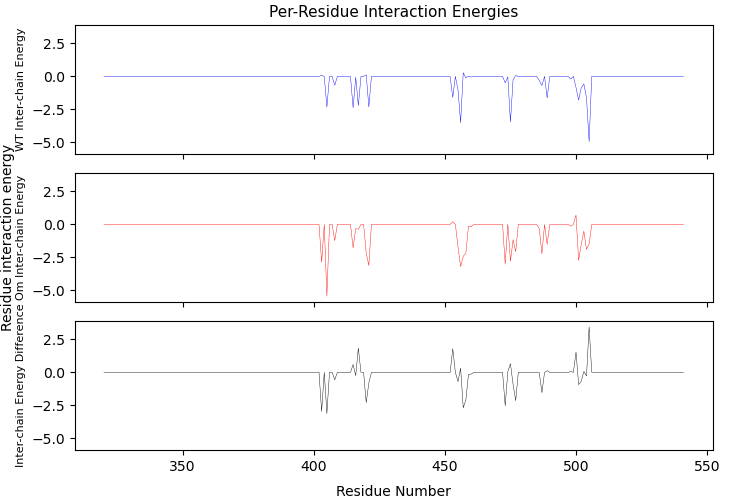 Per-Residue Interaction Energies
Residue interaction energy
WT Inter-chain Energy
2.5
0.0
−2.5
−5.0
Om Inter-chain Energy
2.5
0.0
−2.5
−5.0
Inter-chain Energy Difference
2.5
0.0
−2.5
−5.0
350
400
450
500
550
Residue Number